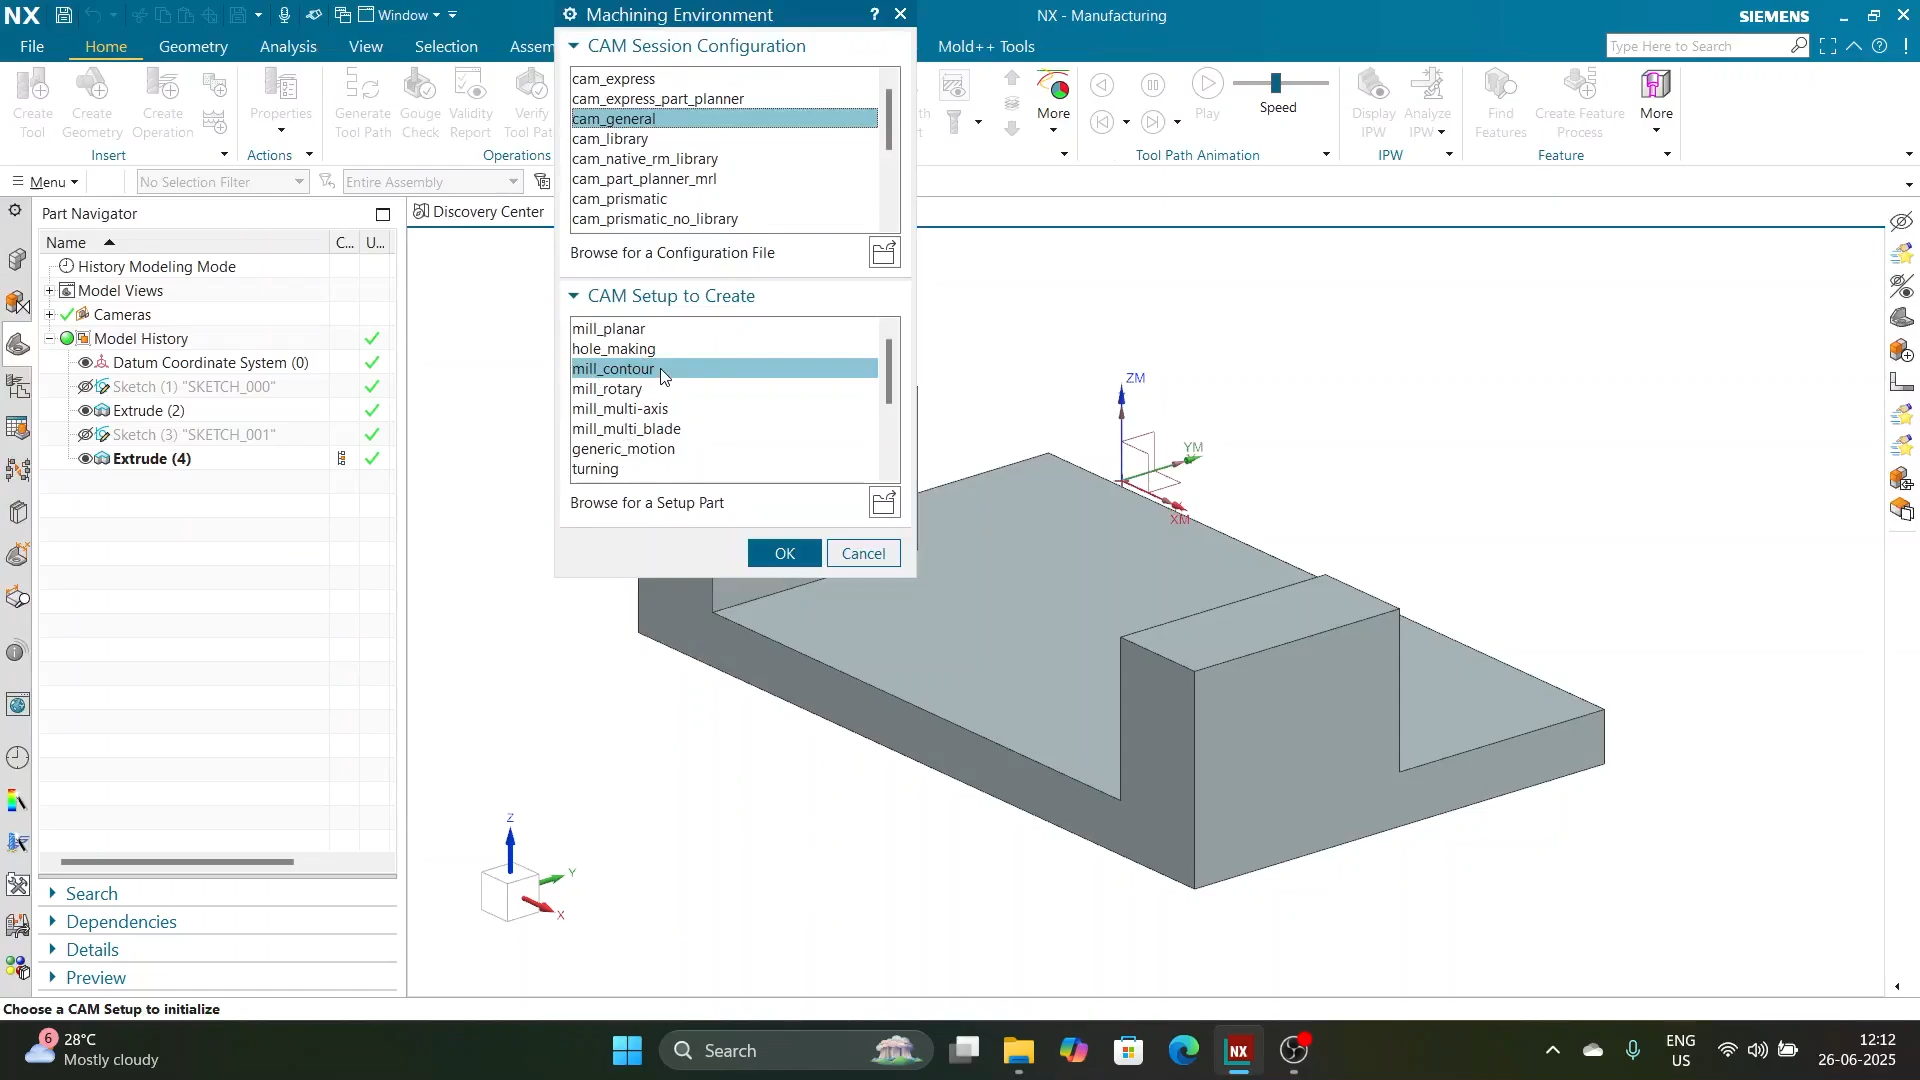 NX
Window
Machining Environment
?
NX - Manufacturing
SIEMENS
File
Home
Geometry
Analysis
View
Selection
Assem
Mold++ Tools
Type Here to Search
Create Tool
Create Geometry
Create Operation
Insert
Properties
Actions
Generate Tool Path
Gouge Check
Validity Report
Verify Tool Pat
Operations
More
Play
Speed
Tool Path Animation
Display IPW
Analyze IPW
IPW
Find Features
Create Feature Process
More
Feature
Menu
No Selection Filter
Entire Assembly
CAM Session Configuration
cam_express
cam_express_part_planner
cam_general
cam_library
cam_native_rm_library
cam_part_planner_mrl
cam_prismatic
cam_prismatic_no_library
Browse for a Configuration File
CAM Setup to Create
mill_planar
hole_making
mill_contour
mill_rotary
mill_multi-axis
mill_multi_blade
generic_motion
turning
Browse for a Setup Part
OK
Cancel
Part Navigator
Discovery Center
Name
C...
U...
History Modeling Mode
Model Views
Cameras
Model History
Datum Coordinate System (0)
Sketch (1) "SKETCH_000"
Extrude (2)
Sketch (3) "SKETCH_001"
Extrude (4)
Search
Dependencies
Details
Preview
ZM
YM
XM
Z
Y
X
Choose a CAM Setup to initialize
6
28°C
Mostly cloudy
Search
NX
ENG
US
12:12
26-06-2025